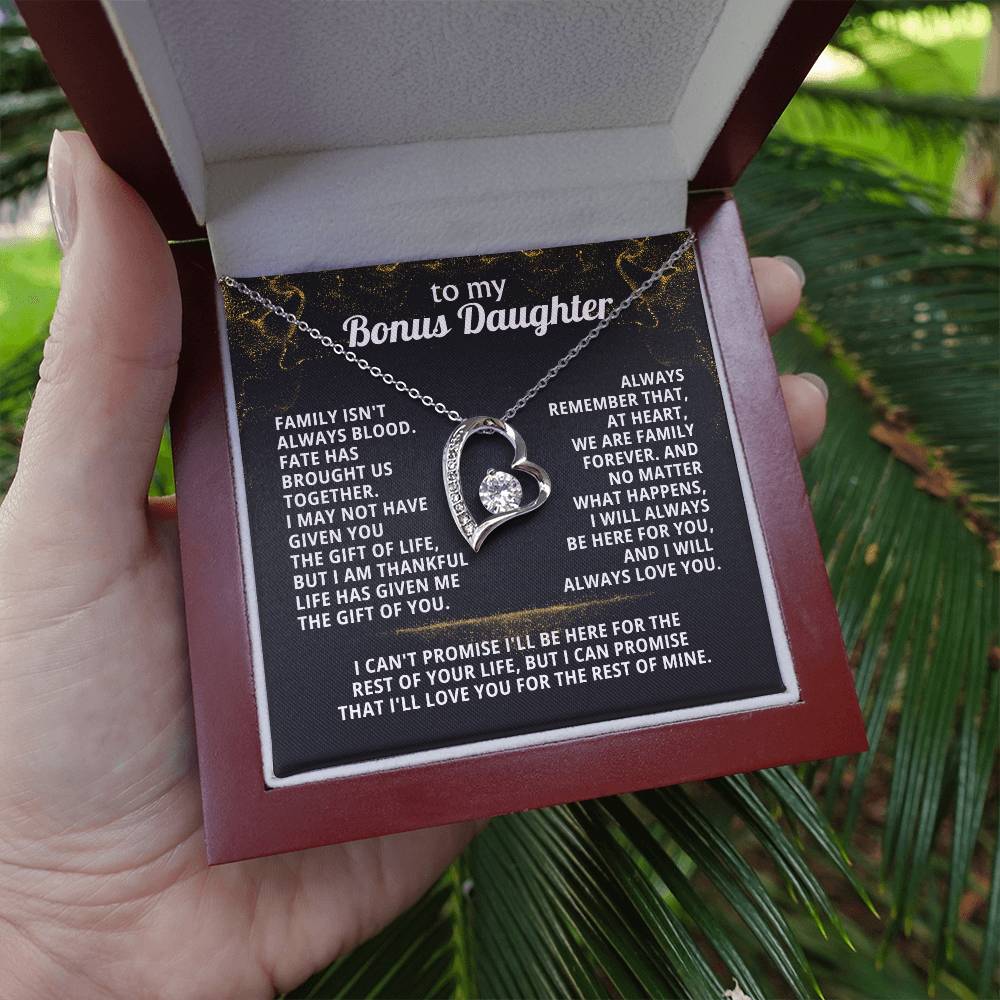 to my
Bonus Daughter
FAMILY ISN'T
ALWAYS BLOOD.
FATE HAS
BROUGHT US
TOGETHER.
I MAY NOT HAVE
GIVEN YOU
THE GIFT OF LIFE,
BUT I AM THANKFUL
LIFE HAS GIVEN ME
THE GIFT OF YOU.
ALWAYS
REMEMBER THAT,
AT HEART,
WE ARE FAMILY
FOREVER. AND
NO MATTER
WHAT HAPPENS,
I WILL ALWAYS
BE HERE FOR YOU,
AND I WILL
ALWAYS LOVE YOU.
I CAN'T PROMISE I'LL BE HERE FOR THE
REST OF YOUR LIFE, BUT I CAN PROMISE
THAT I'LL LOVE YOU FOR THE REST OF MINE.